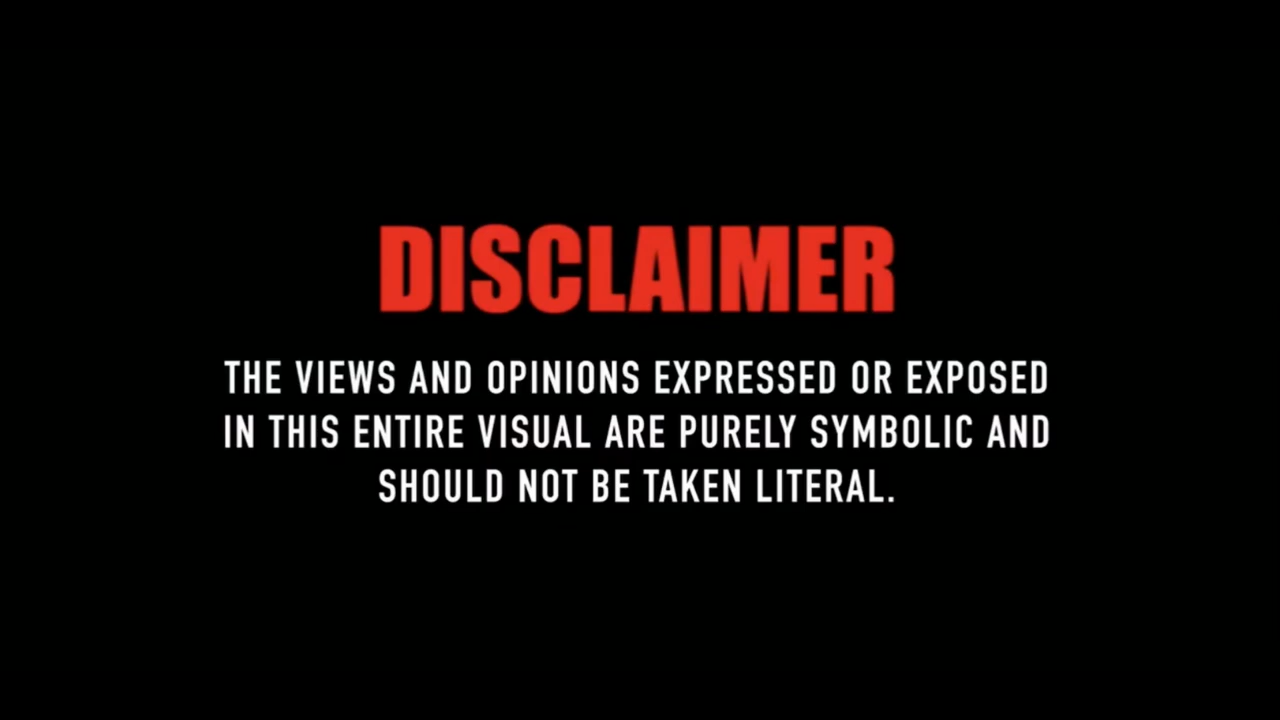 DISCLAIMER
THE VIEWS AND OPINIONS EXPRESSED OR EXPOSED
IN THIS ENTIRE VISUAL ARE PURELY SYMBOLIC AND
SHOULD NOT BE TAKEN LITERAL.